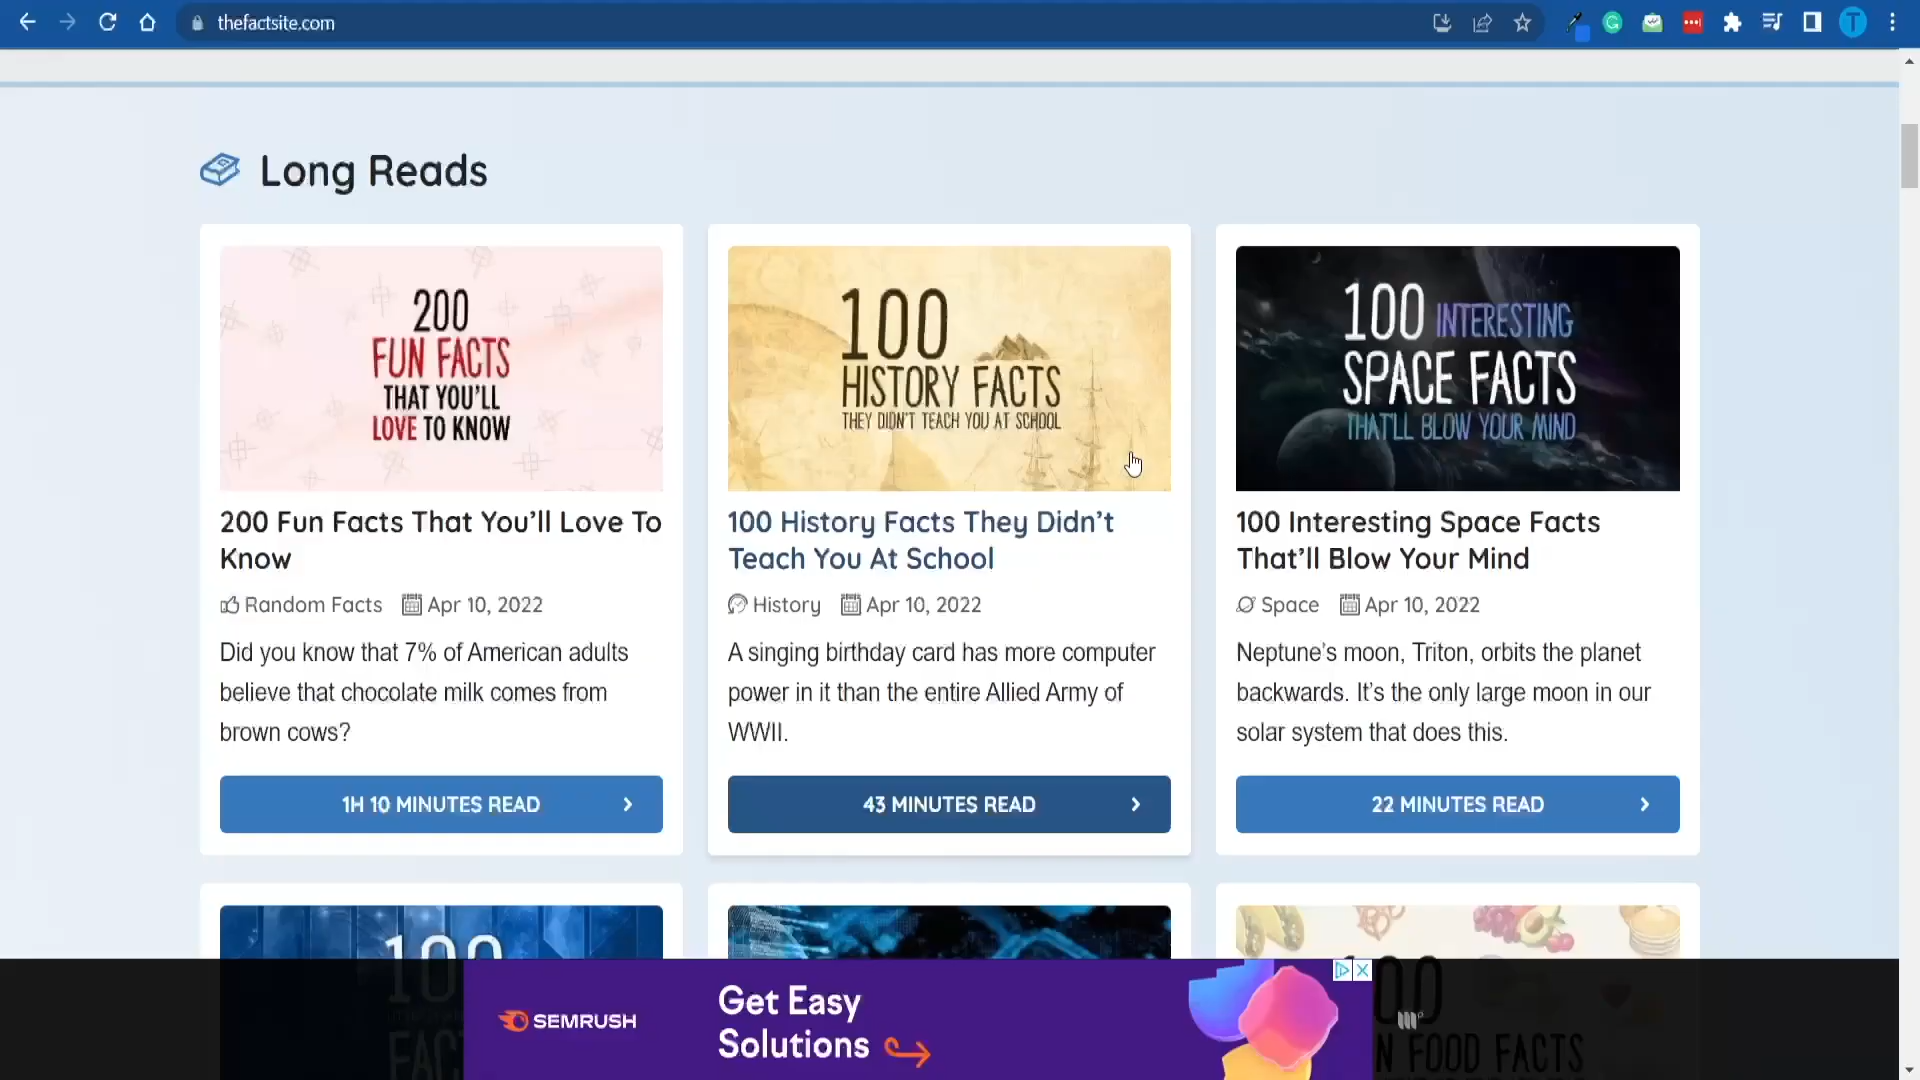 thefactsite.com
T
Long Reads
200
FUN FACTS
THAT YOU'LL
LOVE TO KNOW
100
HISTORY FACTS
THEY DIDN'T TEACH YOU AT SCHOOL
100 INTERESTING
SPACE FACTS
THAT'LL BLOW YOUR MIND
200 Fun Facts That You’ll Love To
Know
100 History Facts They Didn’t
Teach You At School
100 Interesting Space Facts
That’ll Blow Your Mind
Random Facts Apr 10, 2022
History Apr 10, 2022
Space Apr 10, 2022
Did you know that 7% of American adults
believe that chocolate milk comes from
brown cows?
A singing birthday card has more computer
power in it than the entire Allied Army of
WWII.
Neptune’s moon, Triton, orbits the planet
backwards. It’s the only large moon in our
solar system that does this.
1H 10 MINUTES READ
43 MINUTES READ
22 MINUTES READ
100
FACT
SEMRUSH
Get Easy
Solutions
00
N FOOD FACTS